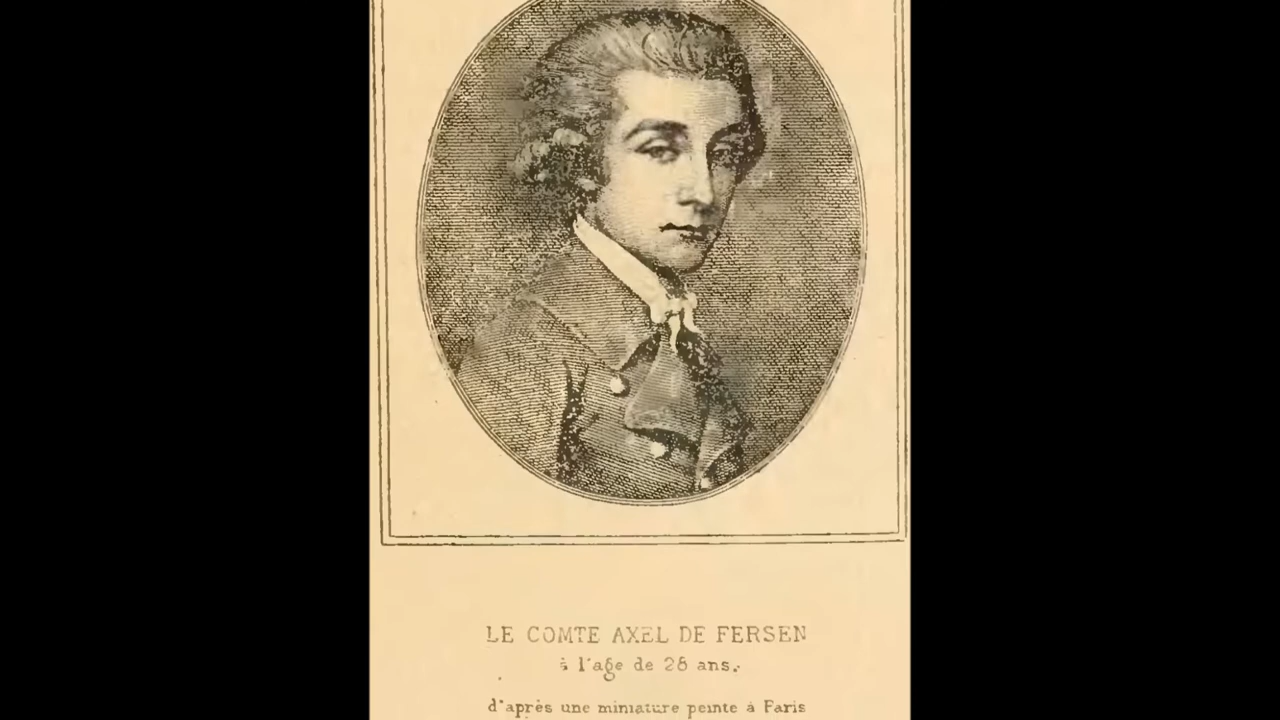 LE COMTE AXEL DE FERSEN
à l'age de 28 ans.
d'après une miniature peinte à Paris